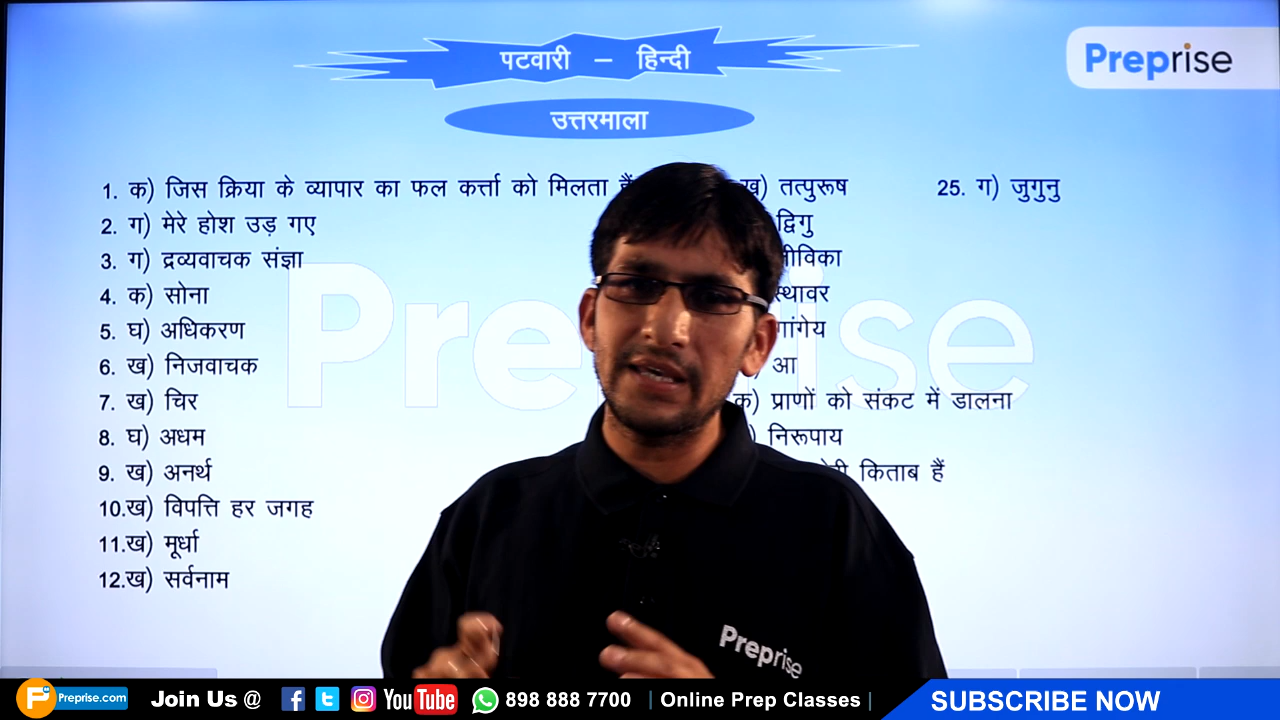 पटवारी – हिन्दी
Preprise
उत्तरमाला
1. क) जिस क्रिया के व्यापार का फल कर्त्ता को मिलता
2. ग) मेरे होश उड़ गए
3. ग) द्रव्यवाचक संज्ञा
4. क) सोना
5. घ) अधिकरण
6. ख) निजवाचक
7. ख) चिर
8. घ) अधम
9. ख) अनर्थ
10.ख) विपत्ति हर जगह
11.ख) मूर्धा
12.ख) सर्वनाम
ख) तत्पुरूष
द्विगु
गांगेय
आ
क) प्राणों को संकट में डालना
निरूपाय
किताब हैं
25. ग) जुगुनु
Preprise
Preprise.com
Join Us @
You Tube
898 888 7700
| Online Prep Classes |
SUBSCRIBE NOW